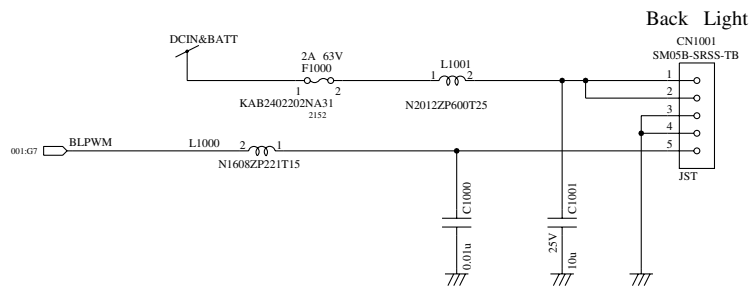 Back Light
CN1001
SM05B-SRSS-TB
DCIN&BATT
2A 63V
F1000
1 2
KAB2402202NA31
2152
L1001
1 2
N2012ZP600T25
1
2
3
4
5
JST
001:G7
BLPWM
L1000
2 1
N1608ZP221T15
C1000
0.01u
C1001
25V
10u